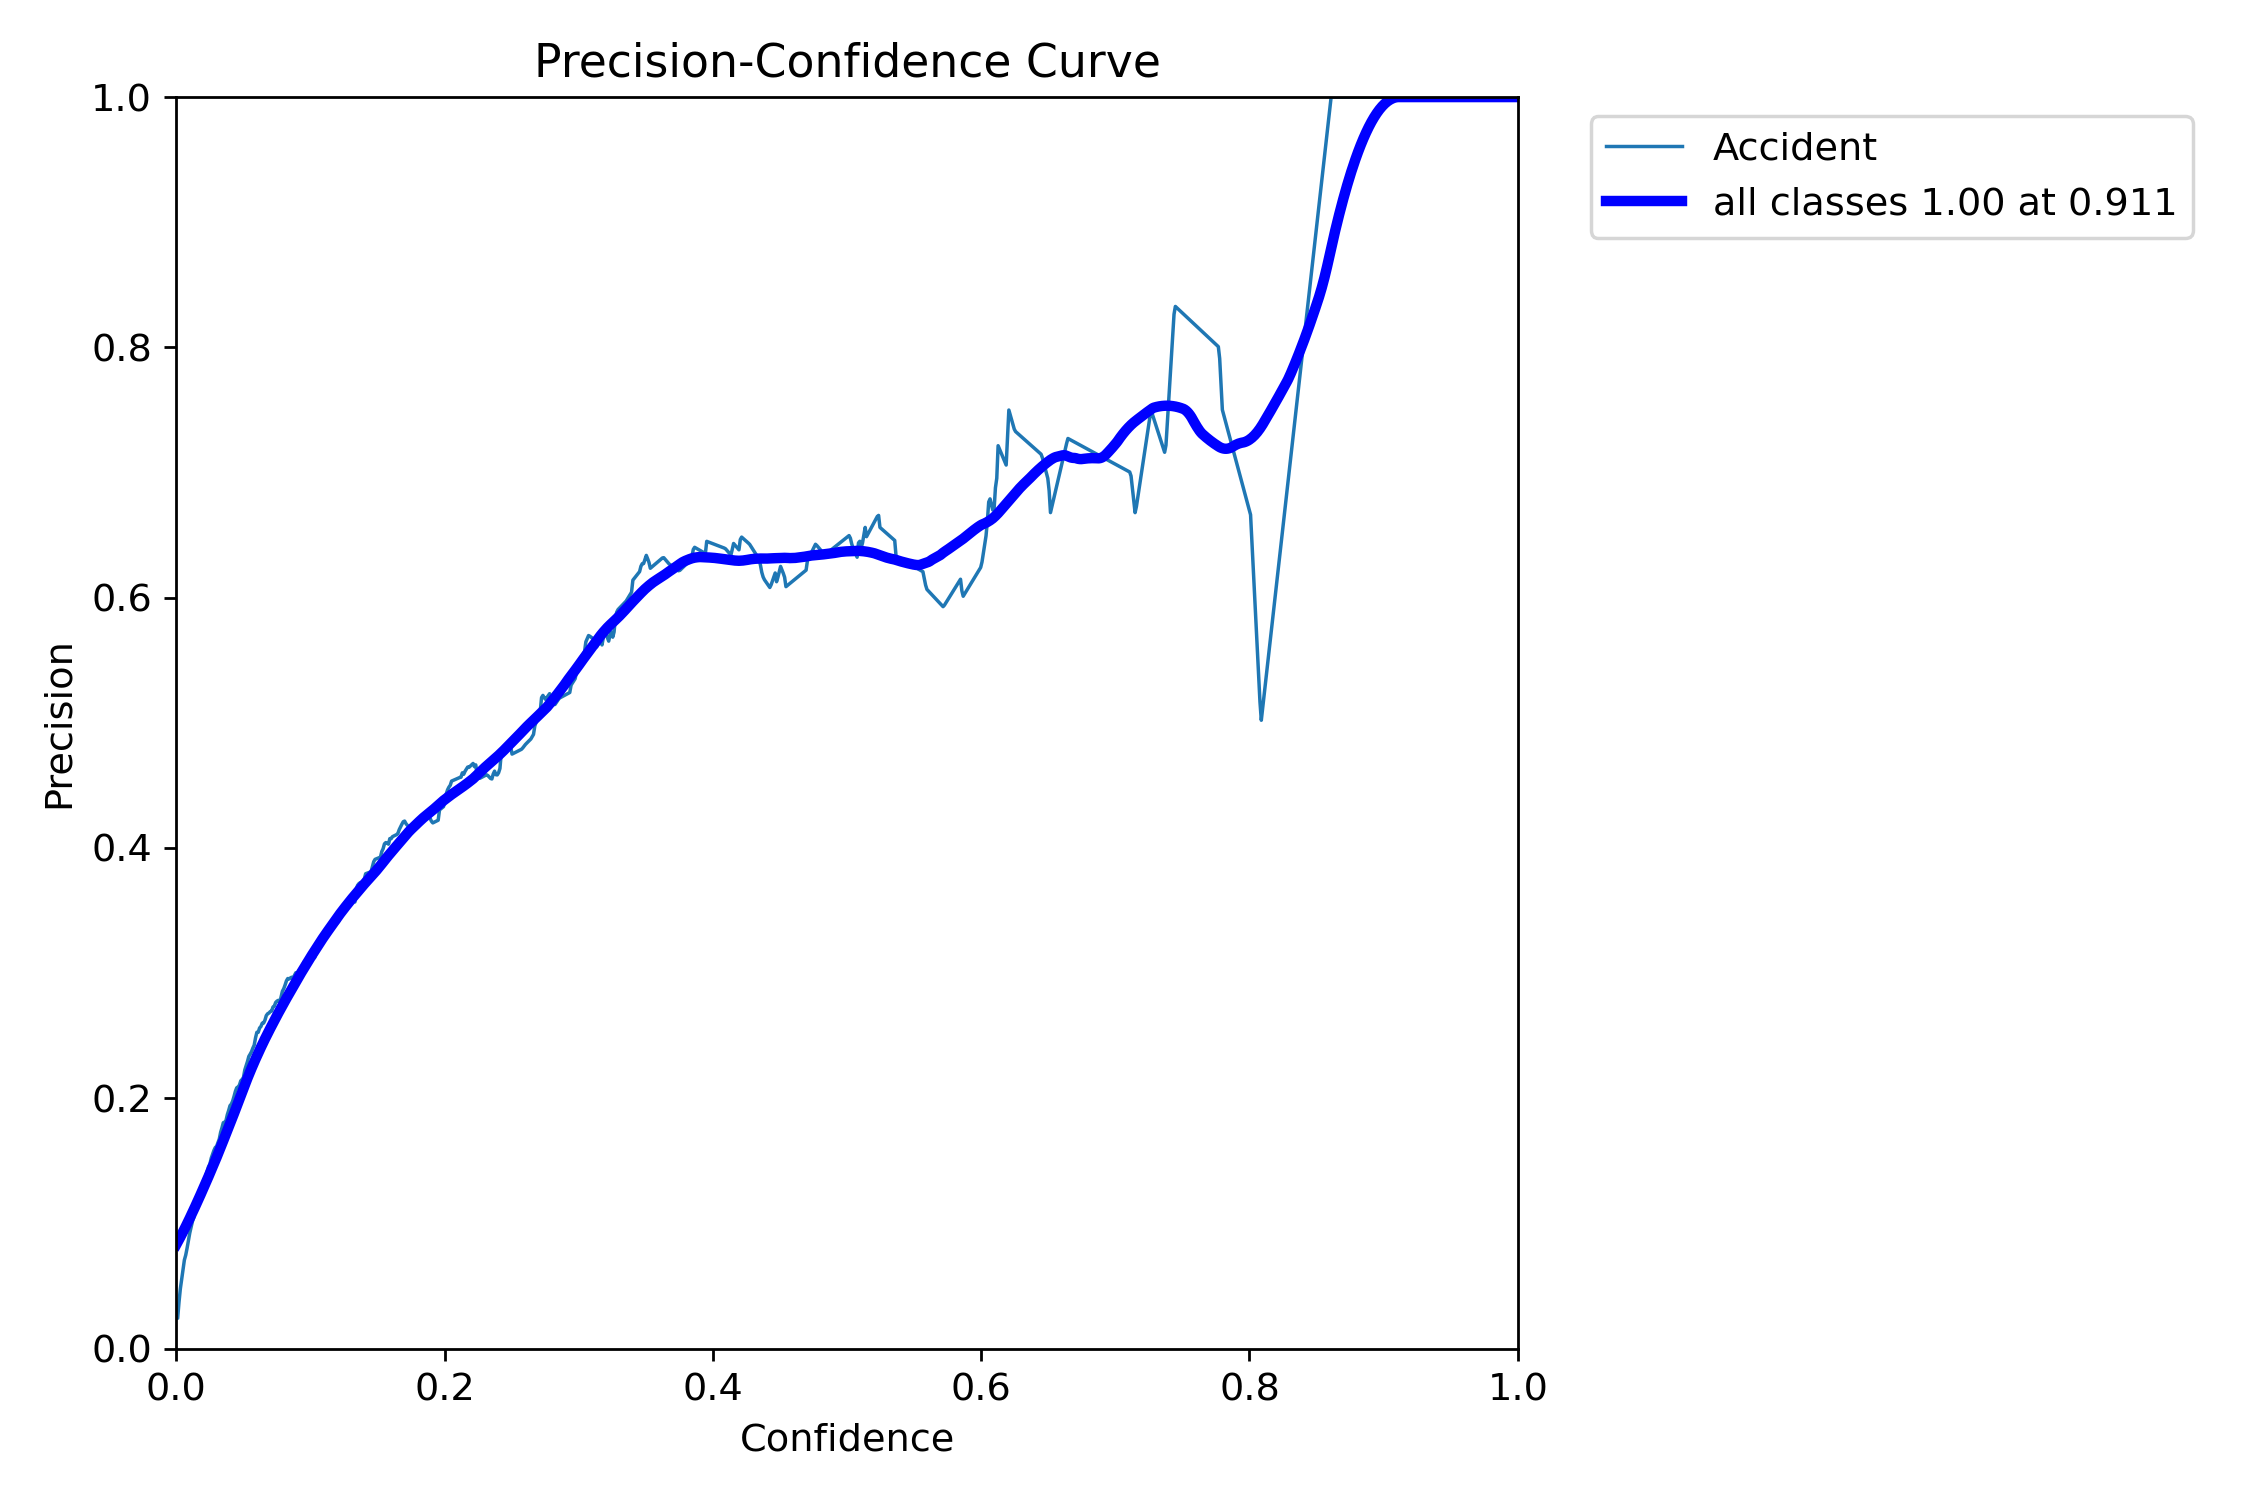 Precision-Confidence Curve
1.0
0.8
0.6
0.4
0.2
0.0
Precision
0.0 0.2 0.4 0.6 0.8 1.0
Confidence
Accident
all classes 1.00 at 0.911